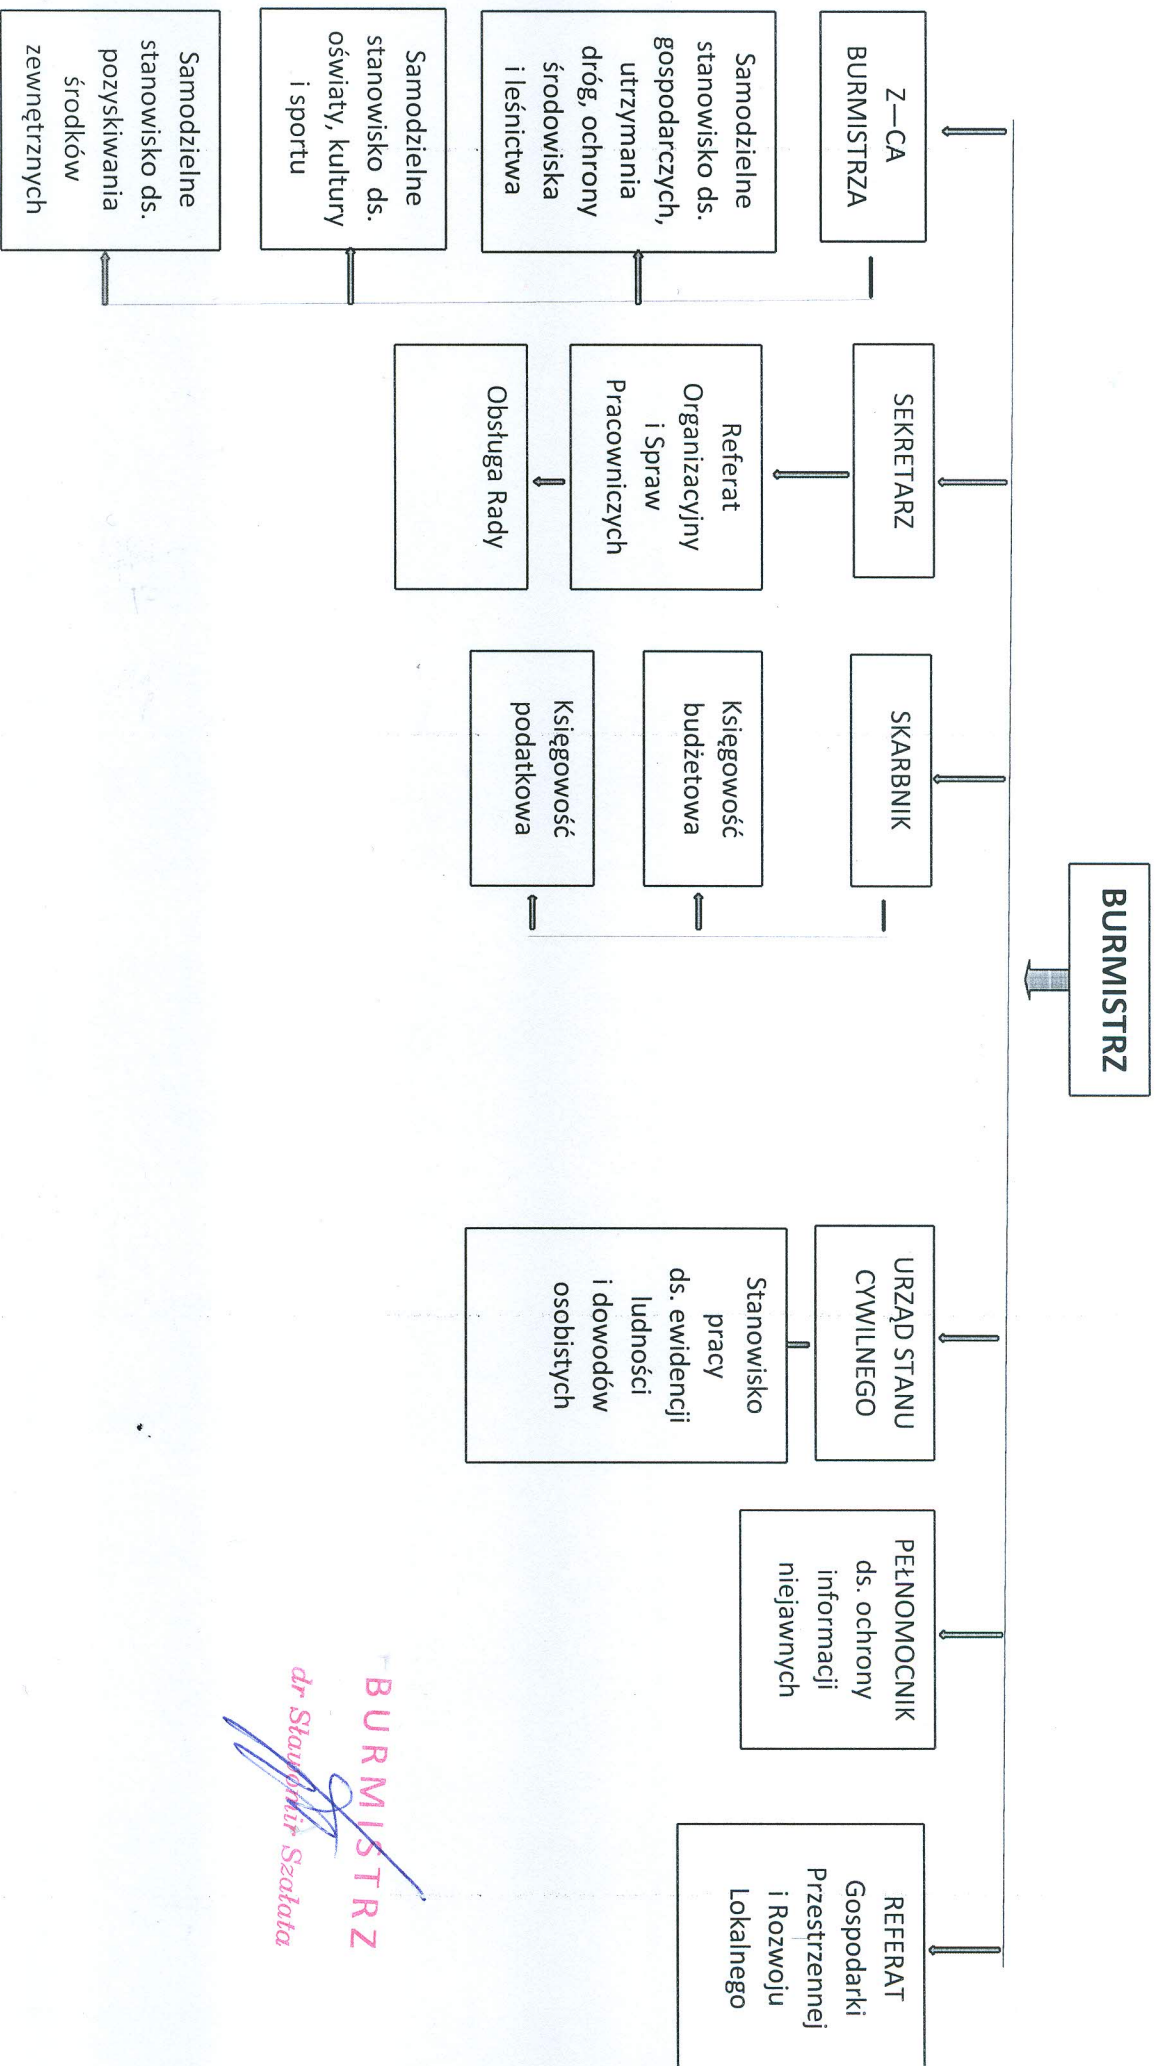 BURMISTRZ
Z—CA
BURMISTRZA
Samodzielne
stanowisko ds.
gospodarczych,
utrzymania
dróg, ochrony
środowiska
i leśnictwa
Samodzielne
stanowisko ds.
oświaty, kultury
i sportu
Samodzielne
stanowisko ds.
pozyskiwania
środków
zewnętrznych
SEKRETARZ
Referat
Organizacyjny
i Spraw
Pracowniczych
Obsługa Rady
SKARBNIK
Księgowość
budżetowa
Księgowość
podatkowa
URZĄD STANU
CYWILNEGO
Stanowisko
pracy
ds. ewidencji
ludności
i dowodów
osobistych
PEŁNOMOCNIK
ds. ochrony
informacji
niejawnych
REFERAT
Gospodarki
Przestrzennej
i Rozwoju
Lokalnego
BURMISTRZ
dr Sławomir Szałata